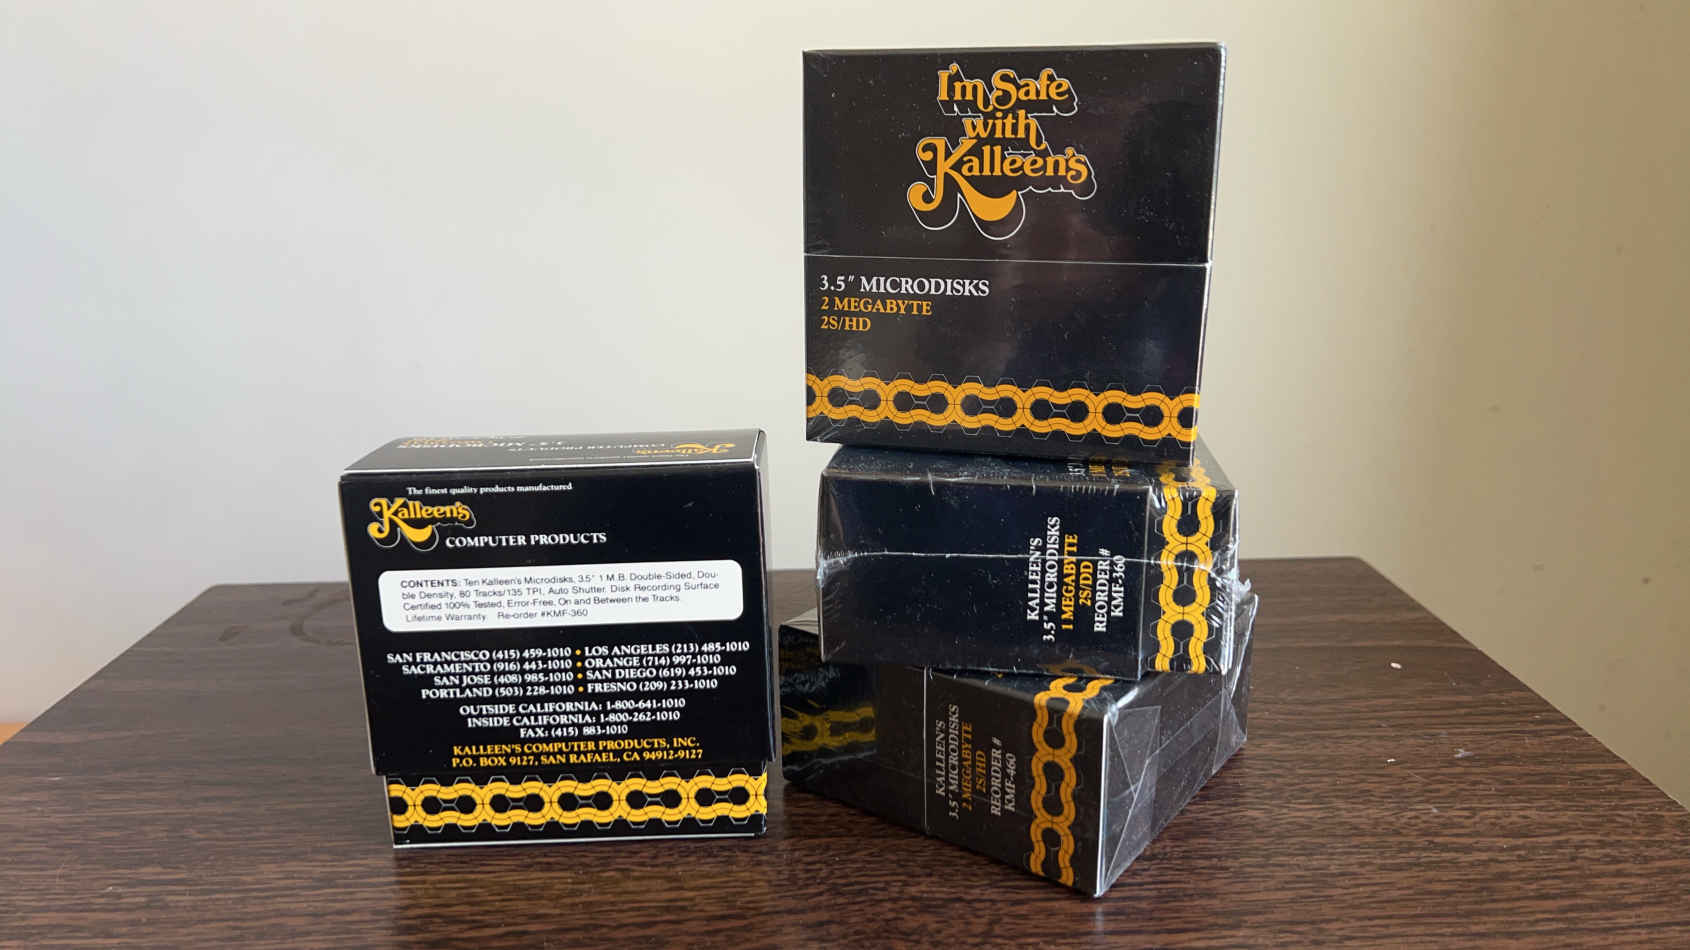 I'm Safe
with
Kalleen's
3.5" MICRODISKS
2 MEGABYTE
2S/HD
KALLEEN'S
3.5" MICRODISKS
1 MEGABYTE
2S/DD
REORDER #
KMF-360
KALLEEN'S
3.5" MICRODISKS
2 MEGABYTE
2S/HD
REORDER #
KMF-460
3.5" MICRODISKS
COMPUTER PRODUCTS
Kalleen's
The finest quality products manufactured
Kalleen's
COMPUTER PRODUCTS
CONTENTS: Ten Kalleen's Microdisks, 3.5" 1 M.B. Double-Sided, Dou-
ble Density, 80 Tracks/135 TPI, Auto Shutter. Disk Recording Surface
Certified 100% Tested, Error-Free, On and Between the Tracks.
Lifetime Warranty. Re-order #KMF-360
SAN FRANCISCO (415) 459-1010 • LOS ANGELES (213) 485-1010
SACRAMENTO (916) 443-1010 • ORANGE (714) 997-1010
SAN JOSE (408) 985-1010 • SAN DIEGO (619) 453-1010
PORTLAND (503) 228-1010 • FRESNO (209) 233-1010
OUTSIDE CALIFORNIA: 1-800-641-1010
INSIDE CALIFORNIA: 1-800-262-1010
FAX: (415) 883-1010
KALLEEN'S COMPUTER PRODUCTS, INC.
P.O. BOX 9127, SAN RAFAEL, CA 94912-9127